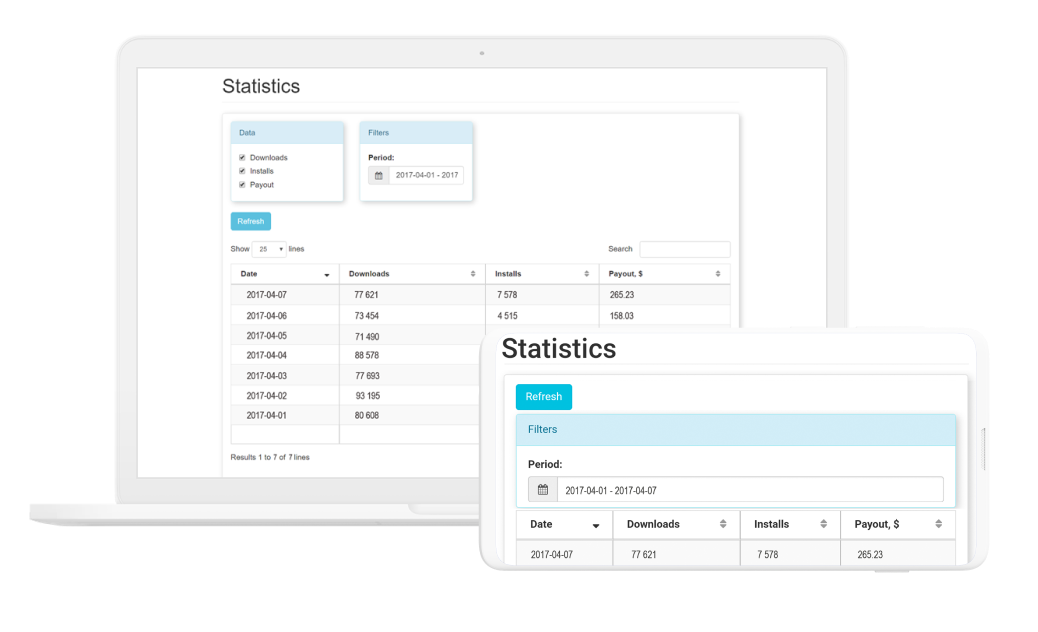 Statistics
Data
Downloads
Installs
Payout
Filters
Period:
2017-04-01 - 2017
Refresh
Show 25 lines
Search
Date Downloads Installs Payout, $
2017-04-07 77 621 7 578 265.23
2017-04-06 73 454 4 515 158.03
2017-04-05 71 490
2017-04-04 88 578
2017-04-03 77 693
2017-04-02 93 195
2017-04-01 80 608
Results 1 to 7 of 7 lines
Statistics
Refresh
Filters
Period:
2017-04-01 - 2017-04-07
Date Downloads Installs Payout, $
2017-04-07 77 621 7 578 265.23